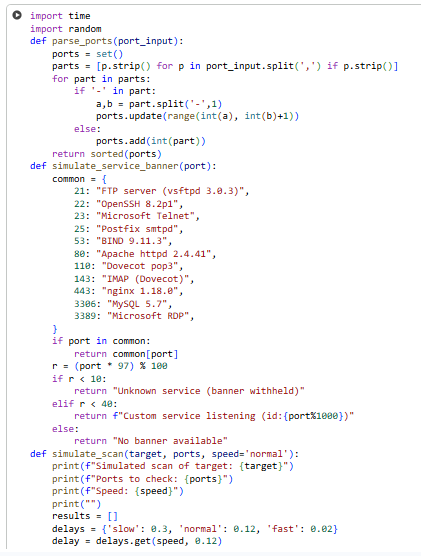 import time
import random
def parse_ports(port_input):
    ports = set()
    parts = [p.strip() for p in port_input.split(',') if p.strip()]
    for part in parts:
        if '-' in part:
            a,b = part.split('-',1)
            ports.update(range(int(a), int(b)+1))
        else:
            ports.add(int(part))
    return sorted(ports)
def simulate_service_banner(port):
    common = {
        21: "FTP server (vsftpd 3.0.3)",
        22: "OpenSSH 8.2p1",
        23: "Microsoft Telnet",
        25: "Postfix smtpd",
        53: "BIND 9.11.3",
        80: "Apache httpd 2.4.41",
        110: "Dovecot pop3",
        143: "IMAP (Dovecot)",
        443: "nginx 1.18.0",
        3306: "MySQL 5.7",
        3389: "Microsoft RDP",
    }
    if port in common:
        return common[port]
    r = (port * 97) % 100
    if r < 10:
        return "Unknown service (banner withheld)"
    elif r < 40:
        return f"Custom service listening (id:{port%1000})"
    else:
        return "No banner available"
def simulate_scan(target, ports, speed='normal'):
    print(f"Simulated scan of target: {target}")
    print(f"Ports to check: {ports}")
    print(f"Speed: {speed}")
    print("")
    results = []
    delays = {'slow': 0.3, 'normal': 0.12, 'fast': 0.02}
    delay = delays.get(speed, 0.12)